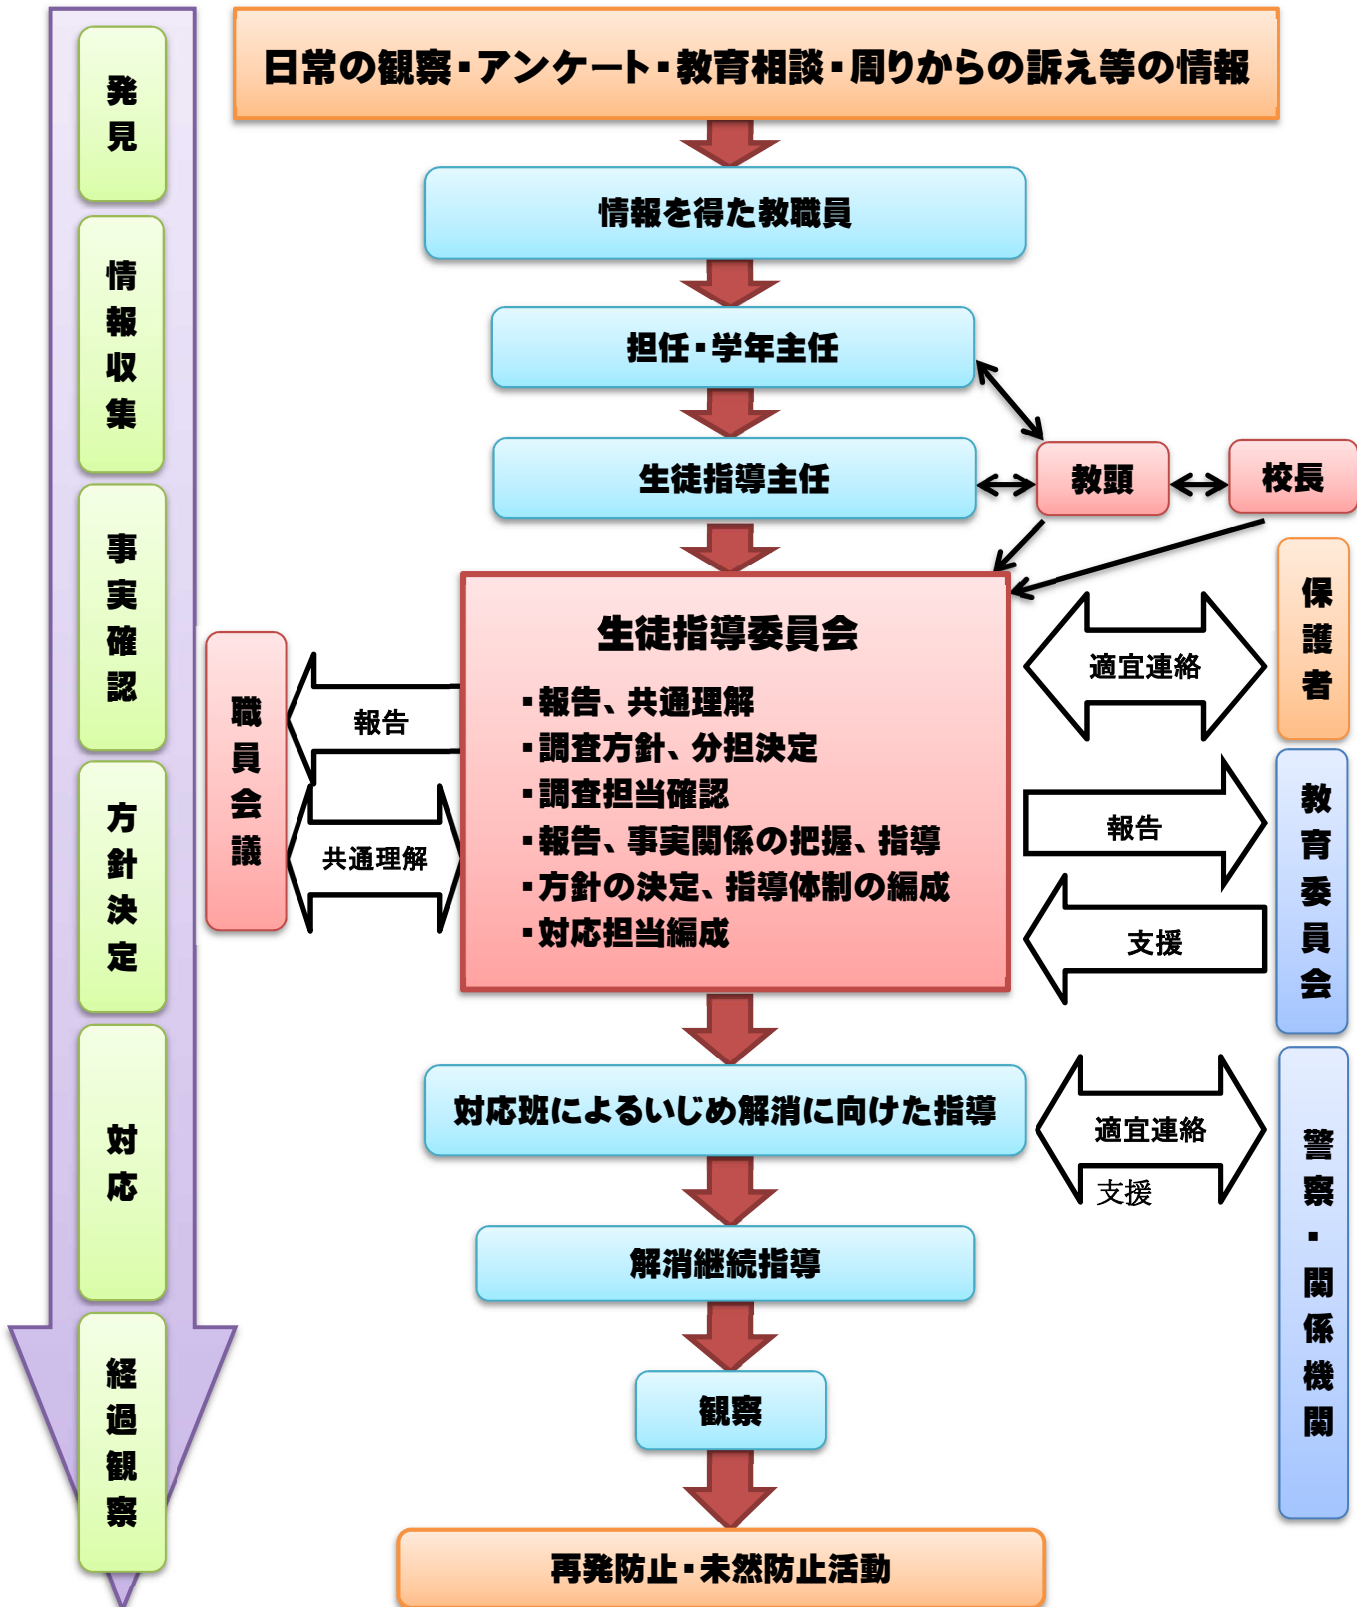 日常の観察・アンケート・教育相談・周りからの訴え等の情報
発見
情報収集
事実確認
方針決定
対応
経過観察
情報を得た教職員
担任・学年主任
生徒指導主任
教頭
校長
生徒指導委員会
・報告、共通理解
・調査方針、分担決定
・調査担当確認
・報告、事実関係の把握、指導
・方針の決定、指導体制の編成
・対応担当編成
職員会議
報告
共通理解
適宜連絡
保護者
報告
支援
教育委員会
対応班によるいじめ解消に向けた指導
適宜連絡
支援
警察・関係機関
解消継続指導
観察
再発防止・未然防止活動